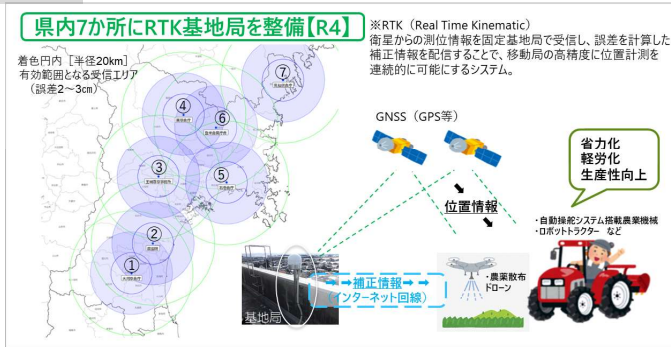 県内7か所にRTK基地局を整備【R4】
※RTK（Real Time Kinematic）
衛星からの測位情報を固定基地局で受信し、誤差を計算した
補正情報を配信することで、移動局の高精度に位置計測を
連続的に可能にするシステム。
着色円内［半径20km］
有効範囲となる受信エリア
（誤差2～3㎝）
⑦
④
⑥
③
⑤
②
①
GNSS（GPS等）
位置情報
省力化
軽労化
生産性向上
・自動操舵システム搭載農業機械
・ロボットトラクター など
→ →補正情報→ →
（インターネット回線）
・農薬散布
ドローン
基地局